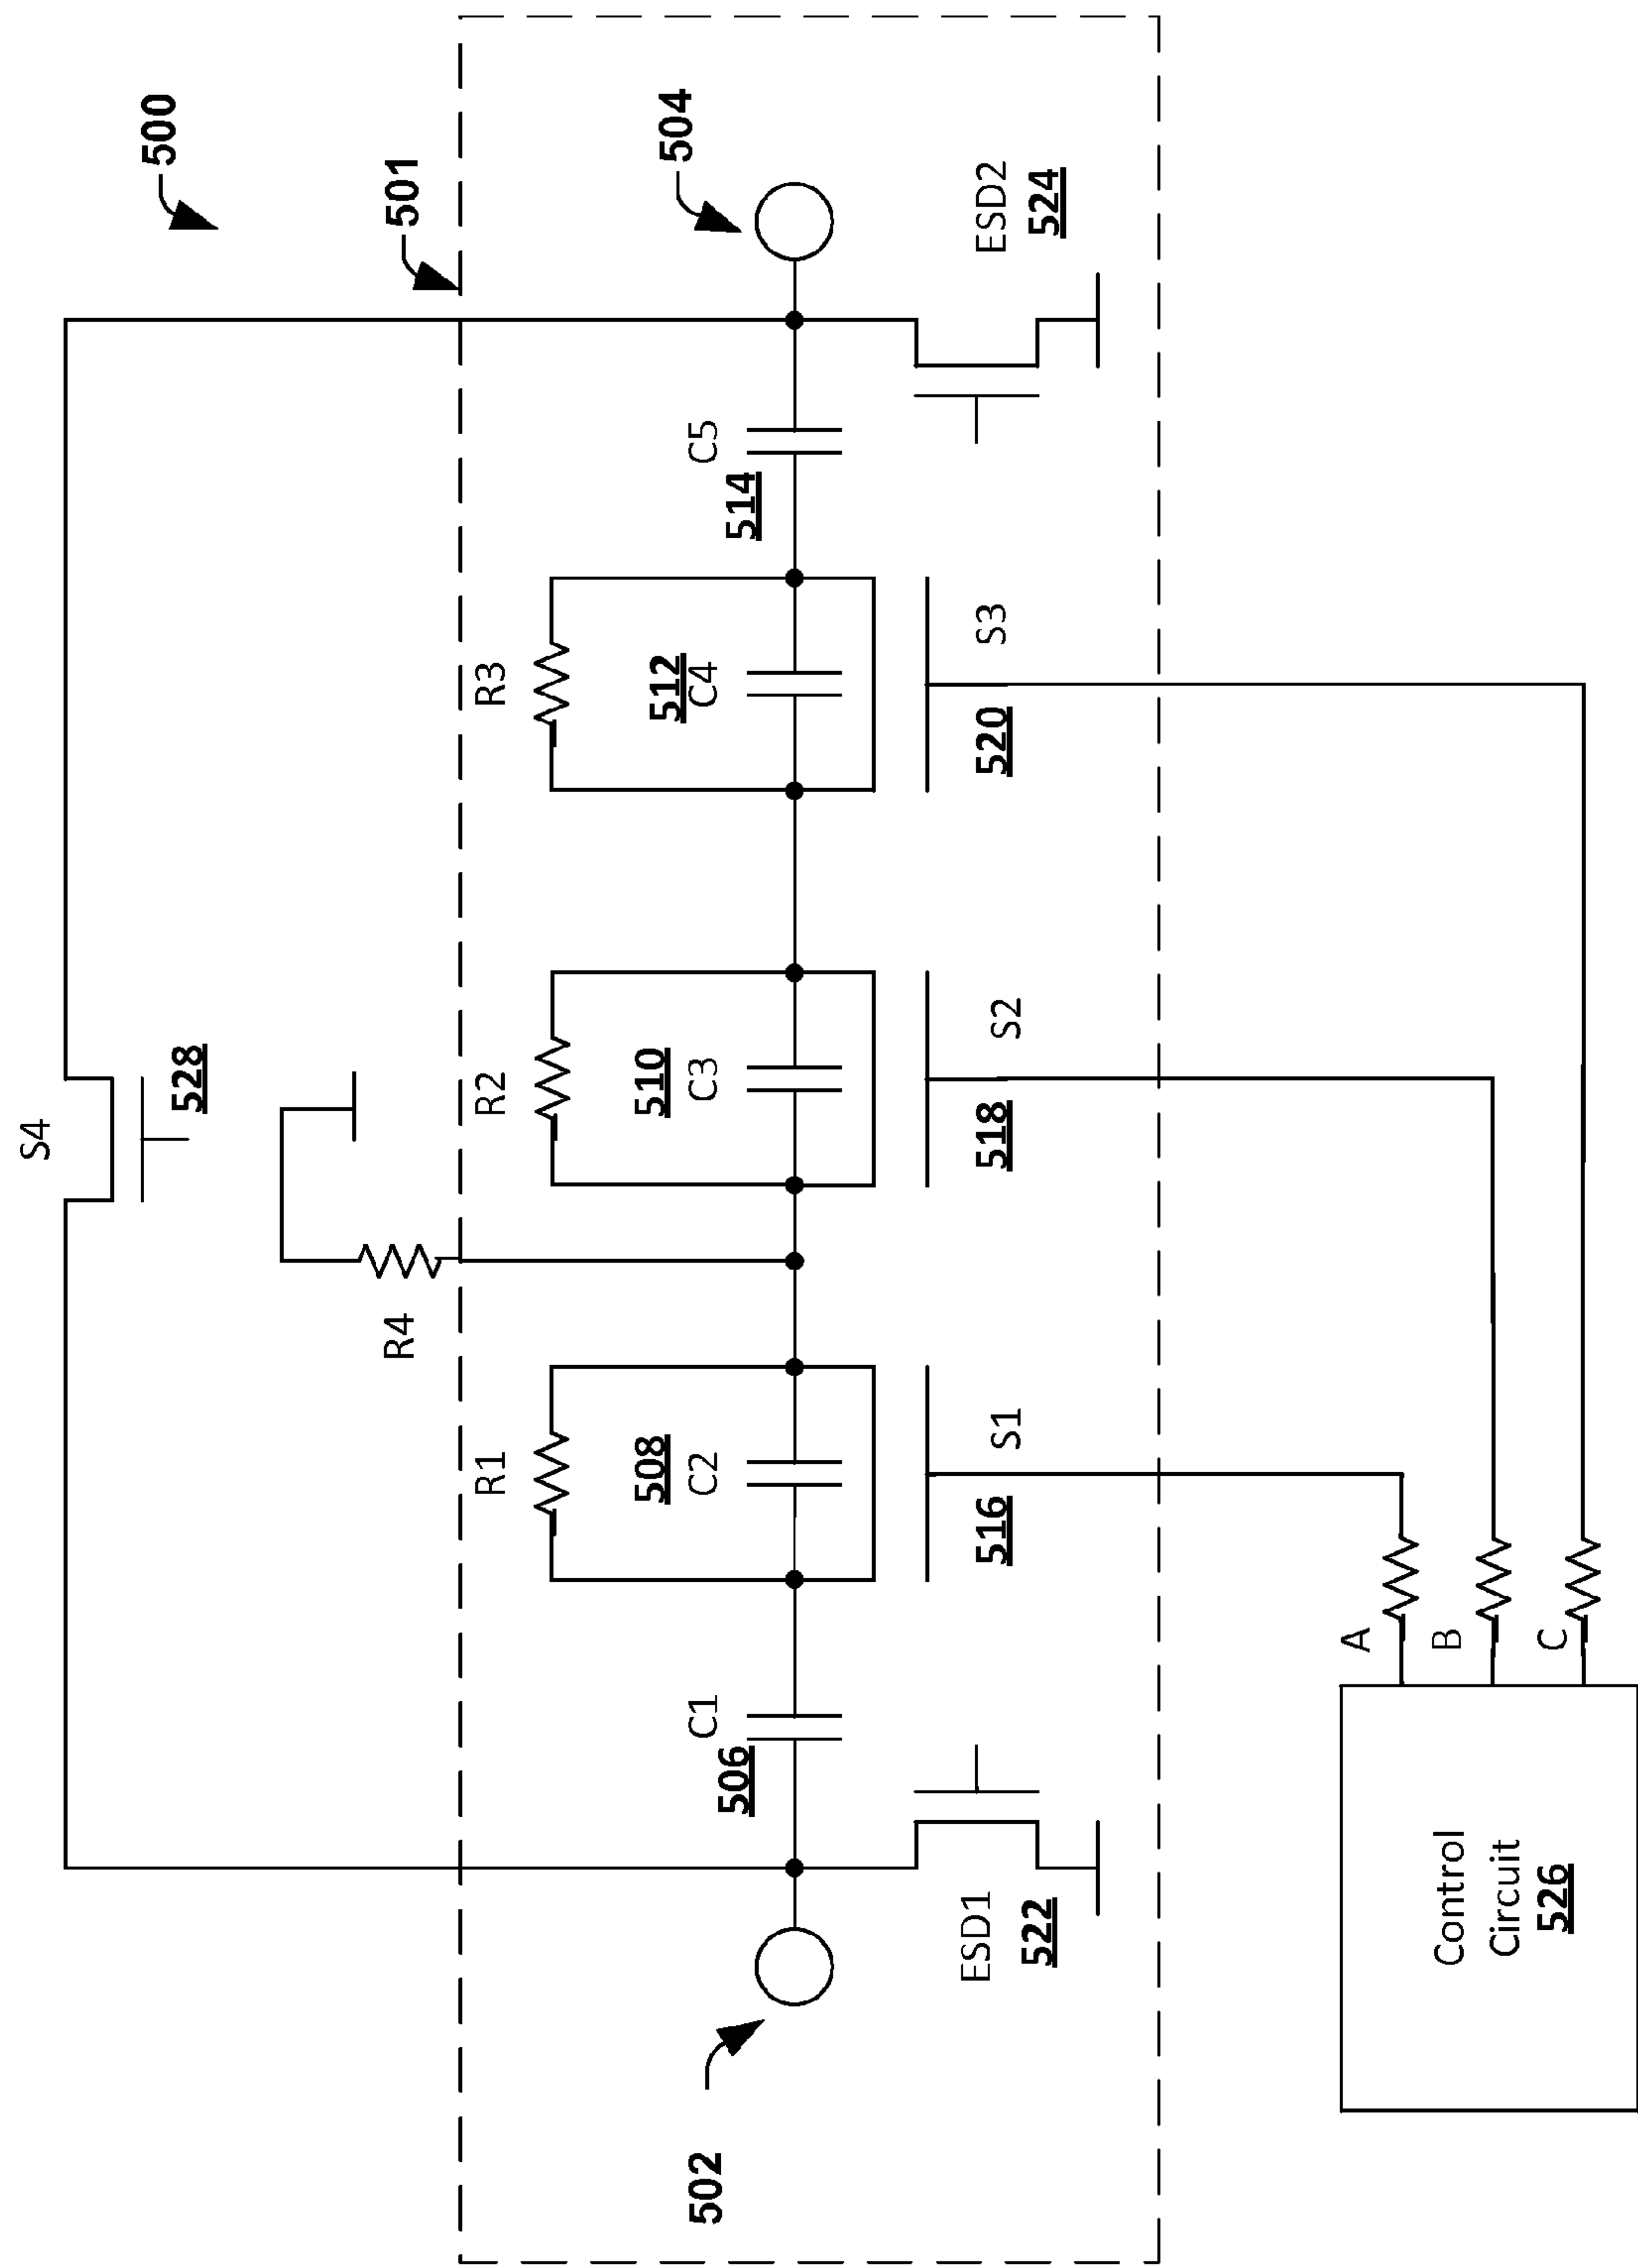 500
501
S4
528
R4
R1
R2
R3
508
C2
510
C3
512
C4
502
C1
506
C5
514
504
ESD1
522
516
S1
518
S2
520
S3
ESD2
524
A
B
C
Control
Circuit
526